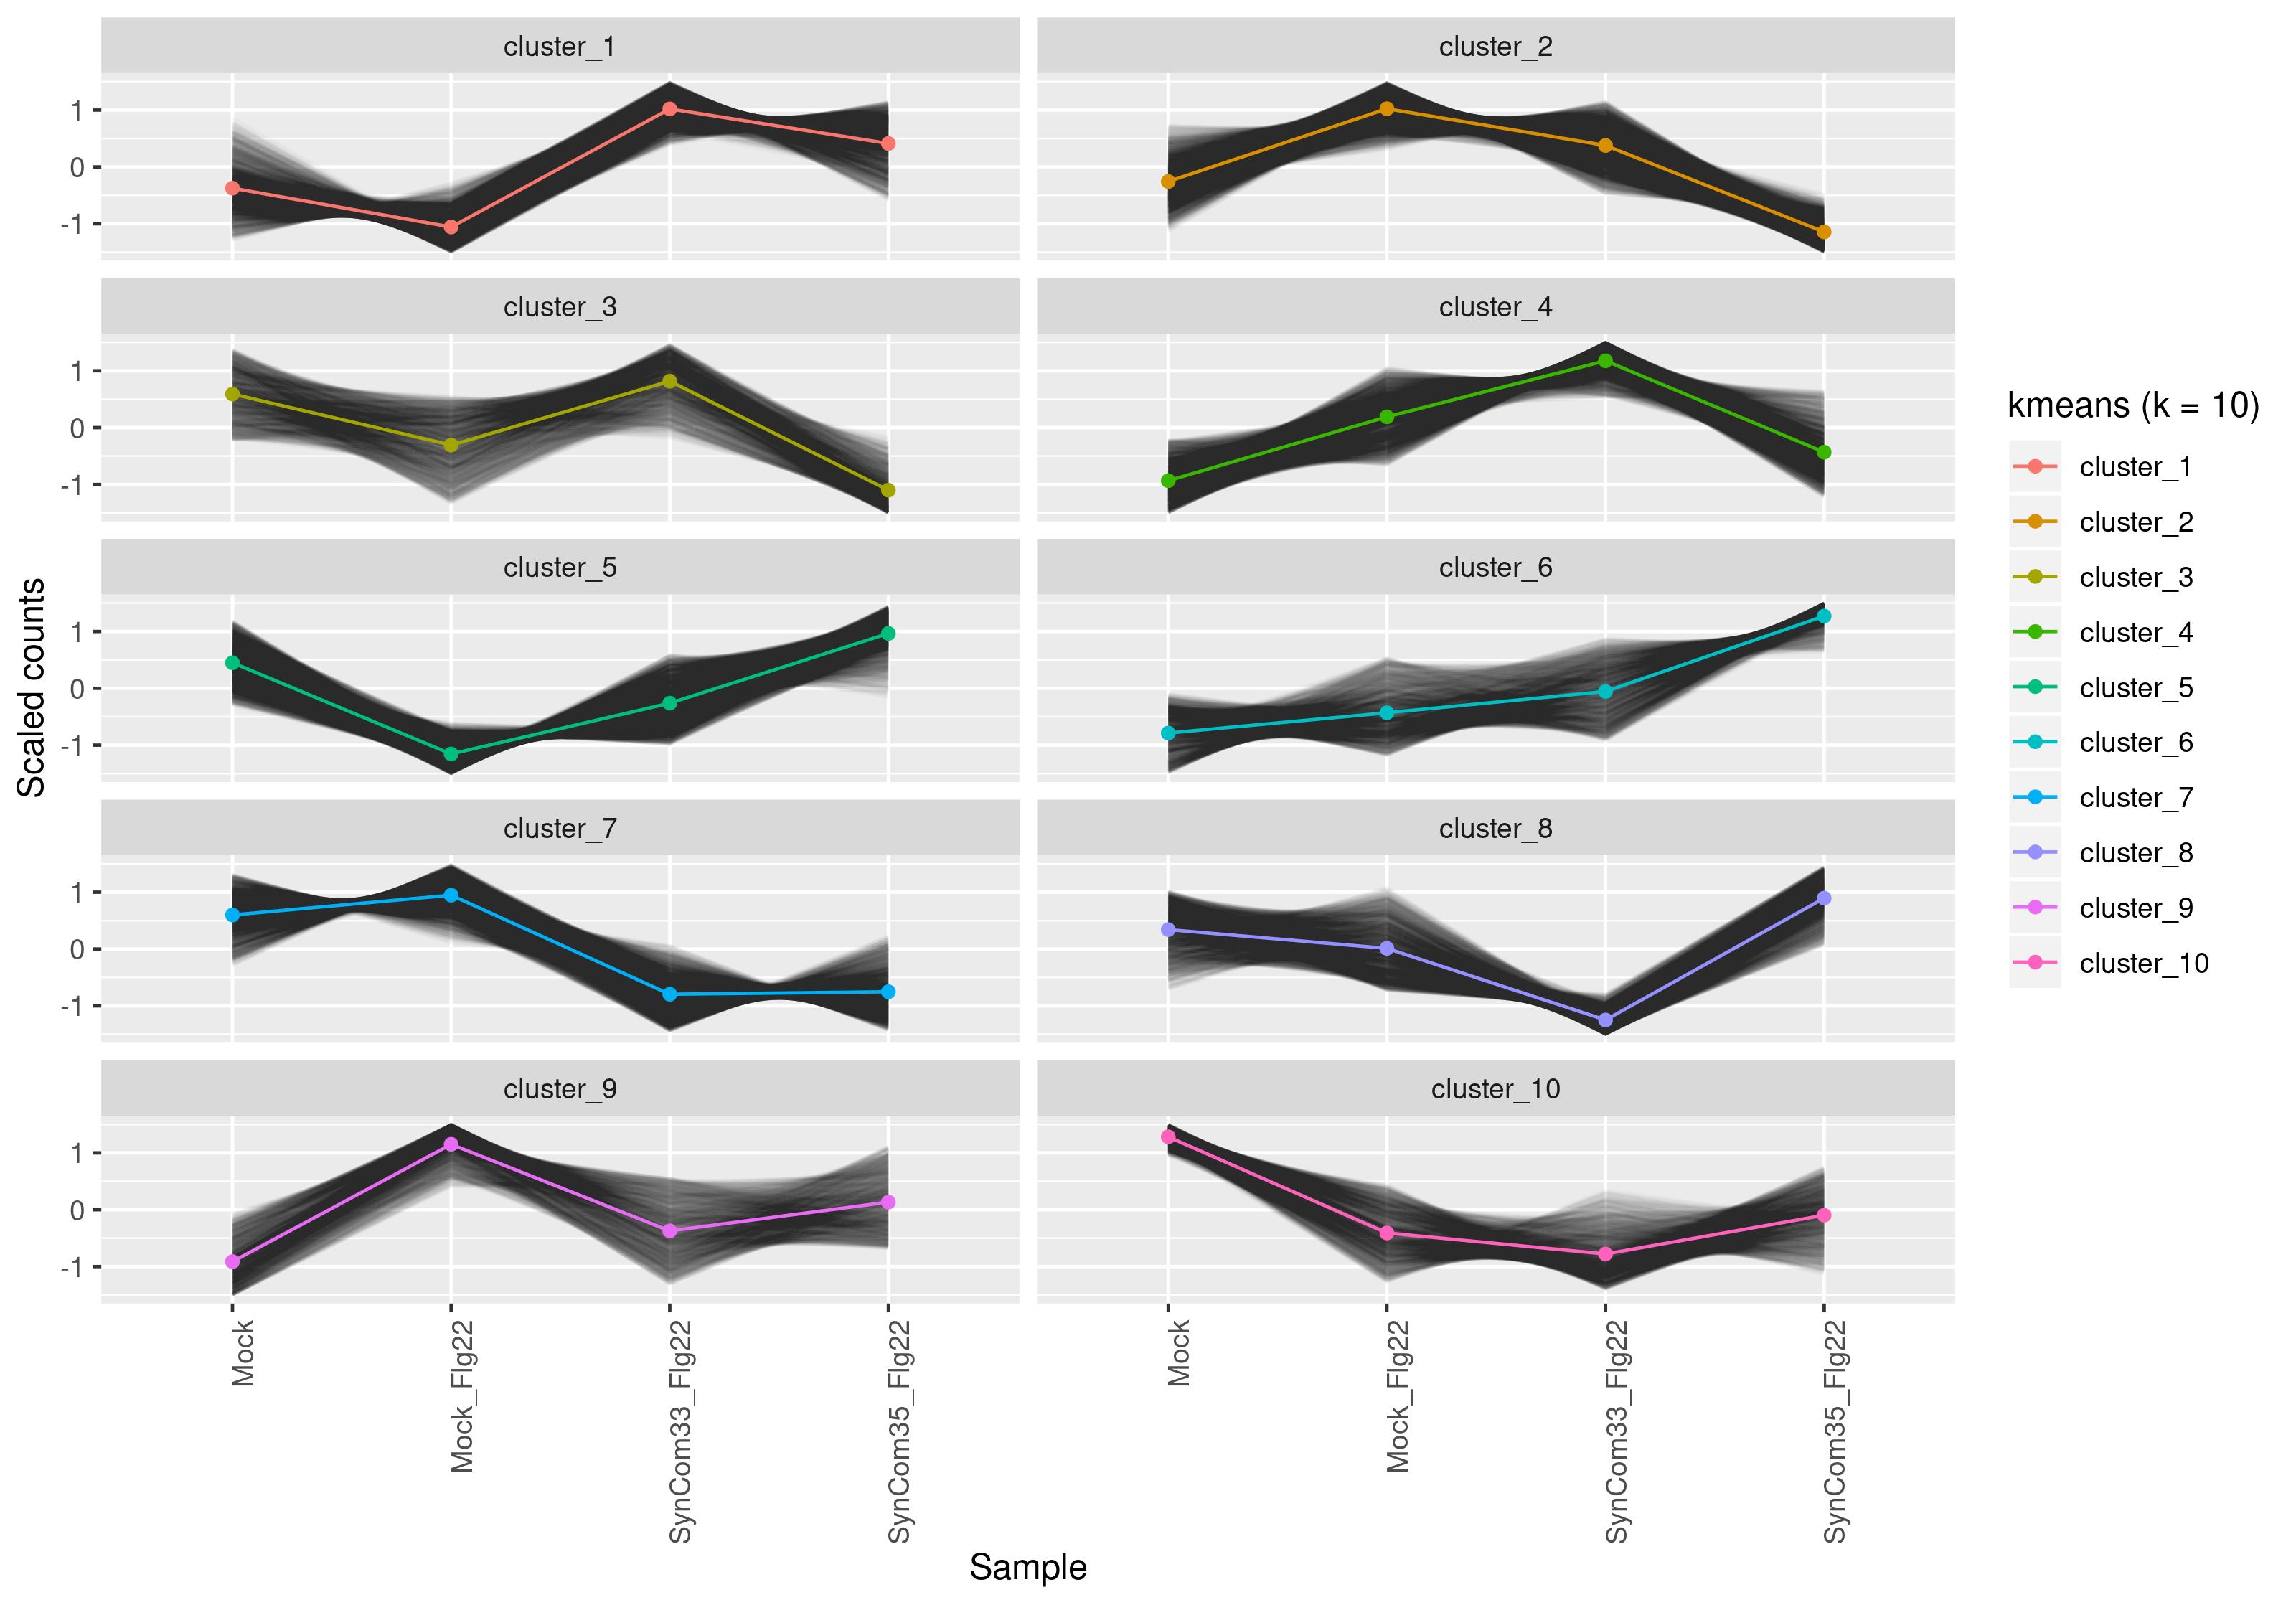 cluster_1
cluster_2
1
0
-1
cluster_3
cluster_4
1
0
-1
cluster_5
cluster_6
1
0
-1
cluster_7
cluster_8
1
0
-1
cluster_9
cluster_10
1
0
-1
Scaled counts
Mock
Mock_Flg22
SynCom33_Flg22
SynCom35_Flg22
Mock
Mock_Flg22
SynCom33_Flg22
SynCom35_Flg22
Sample
kmeans (k = 10)
cluster_1
cluster_2
cluster_3
cluster_4
cluster_5
cluster_6
cluster_7
cluster_8
cluster_9
cluster_10